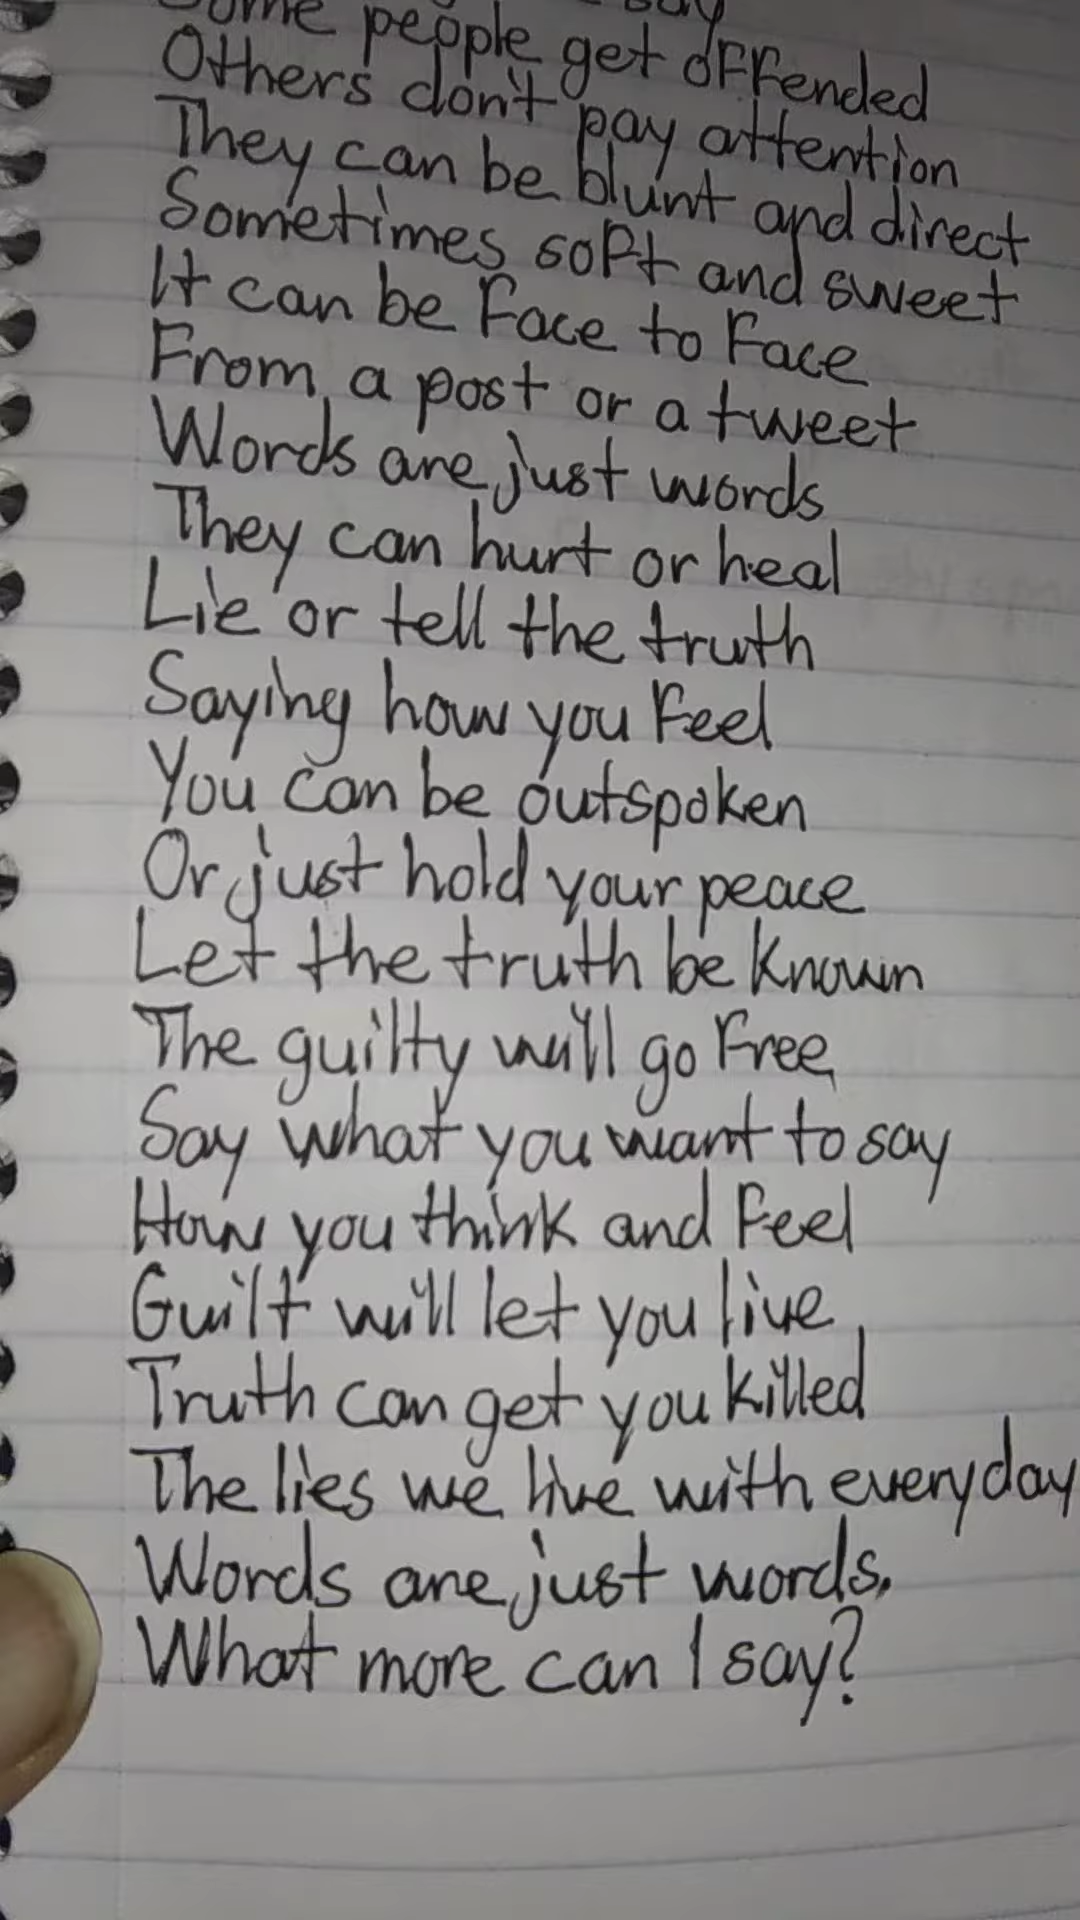 say
Some people get offended
Others don't pay attention
They can be blunt and direct
Sometimes soft and sweet
It can be face to face
From a post or a tweet
Words are just words
They can hurt or heal
Lie or tell the truth
Saying how you feel
You can be outspoken
Or just hold your peace
Let the truth be known
The guilty will go free
Say what you want to say
How you think and feel
Guilt will let you live
Truth can get you killed
The lies we live with everyday
Words are just words.
What more can I say?